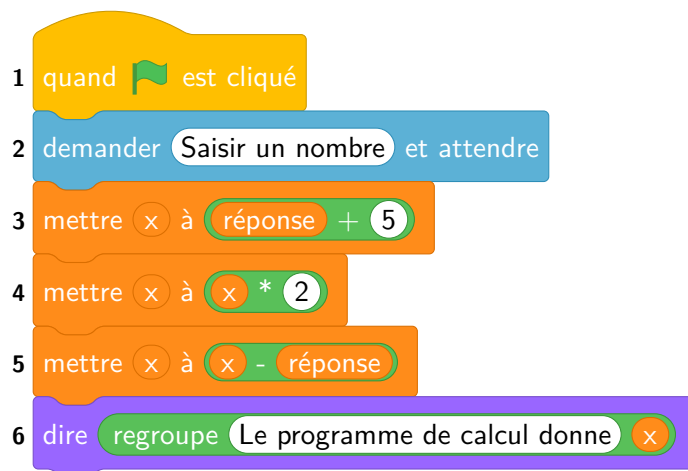 1 quand est cliqué
2 demander Saisir un nombre et attendre
3 mettre x à réponse + 5
4 mettre x à x * 2
5 mettre x à x - réponse
6 dire regroupe Le programme de calcul donne x